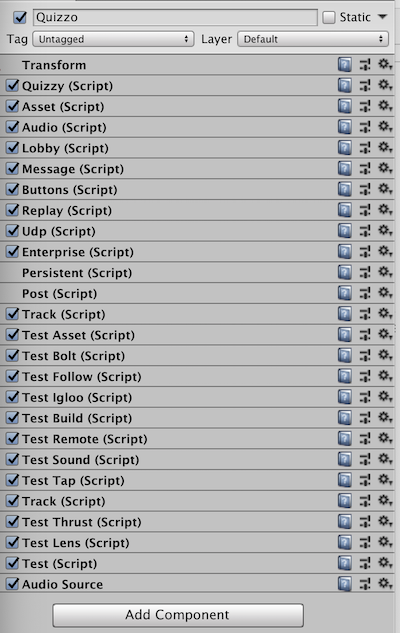 Quizzo Static
Tag Untagged Layer Default
Transform
Quizzy (Script)
Asset (Script)
Audio (Script)
Lobby (Script)
Message (Script)
Buttons (Script)
Replay (Script)
Udp (Script)
Enterprise (Script)
Persistent (Script)
Post (Script)
Track (Script)
Test Asset (Script)
Test Bolt (Script)
Test Follow (Script)
Test Igloo (Script)
Test Build (Script)
Test Remote (Script)
Test Sound (Script)
Test Tap (Script)
Track (Script)
Test Thrust (Script)
Test Lens (Script)
Test (Script)
Audio Source
Add Component